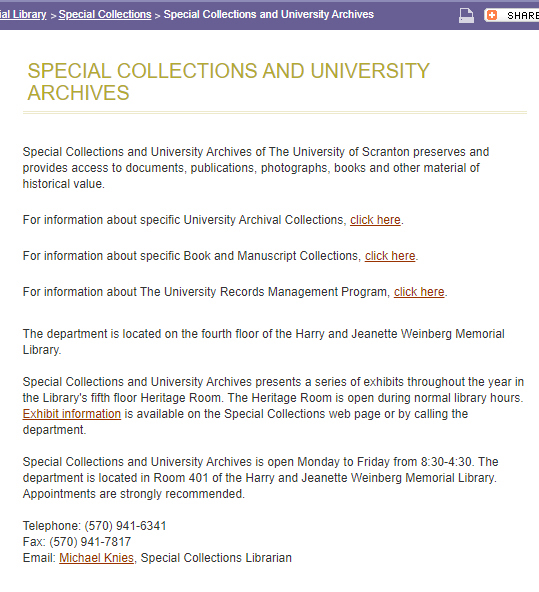 ial Library > Special Collections > Special Collections and University Archives
SHARE
SPECIAL COLLECTIONS AND UNIVERSITY
ARCHIVES
Special Collections and University Archives of The University of Scranton preserves and
provides access to documents, publications, photographs, books and other material of
historical value.
For information about specific University Archival Collections, click here.
For information about specific Book and Manuscript Collections, click here.
For information about The University Records Management Program, click here.
The department is located on the fourth floor of the Harry and Jeanette Weinberg Memorial
Library.
Special Collections and University Archives presents a series of exhibits throughout the year in
the Library's fifth floor Heritage Room. The Heritage Room is open during normal library hours.
Exhibit information is available on the Special Collections web page or by calling the
department.
Special Collections and University Archives is open Monday to Friday from 8:30-4:30. The
department is located in Room 401 of the Harry and Jeanette Weinberg Memorial Library.
Appointments are strongly recommended.
Telephone: (570) 941-6341
Fax: (570) 941-7817
Email: Michael Knies, Special Collections Librarian